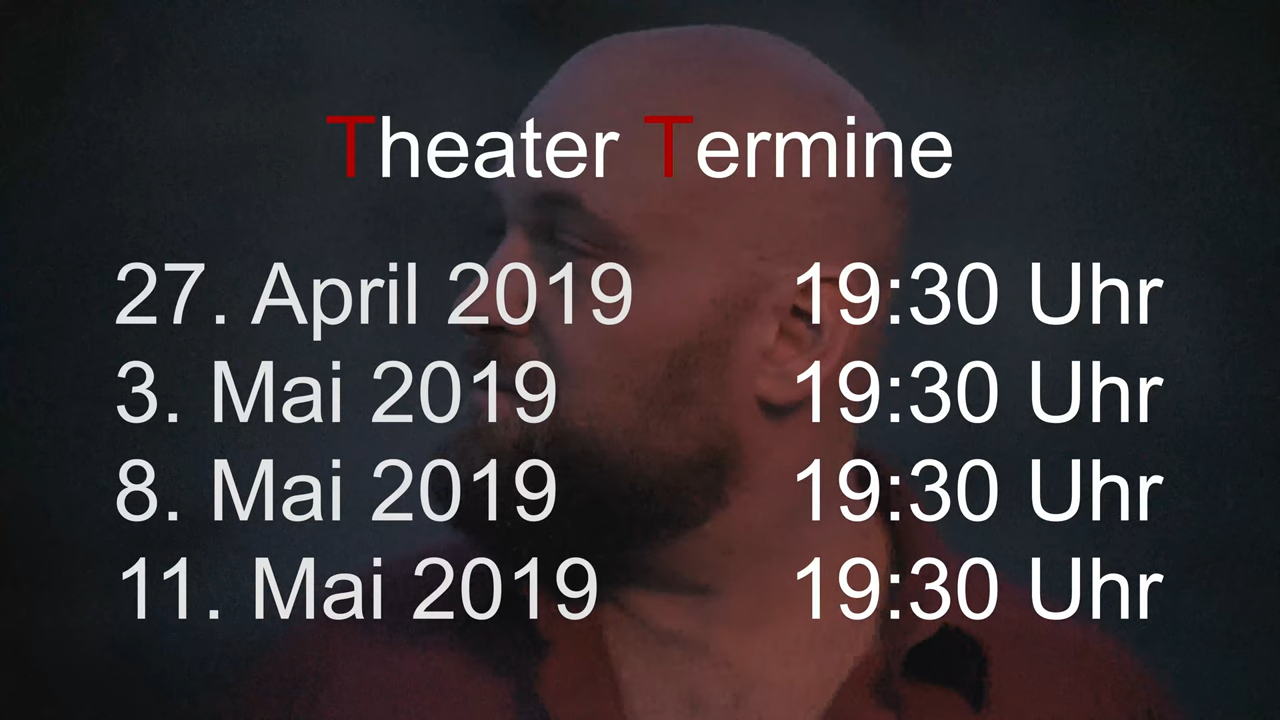 Theater Termine
27. April 2019 19:30 Uhr
3. Mai 2019 19:30 Uhr
8. Mai 2019 19:30 Uhr
11. Mai 2019 19:30 Uhr